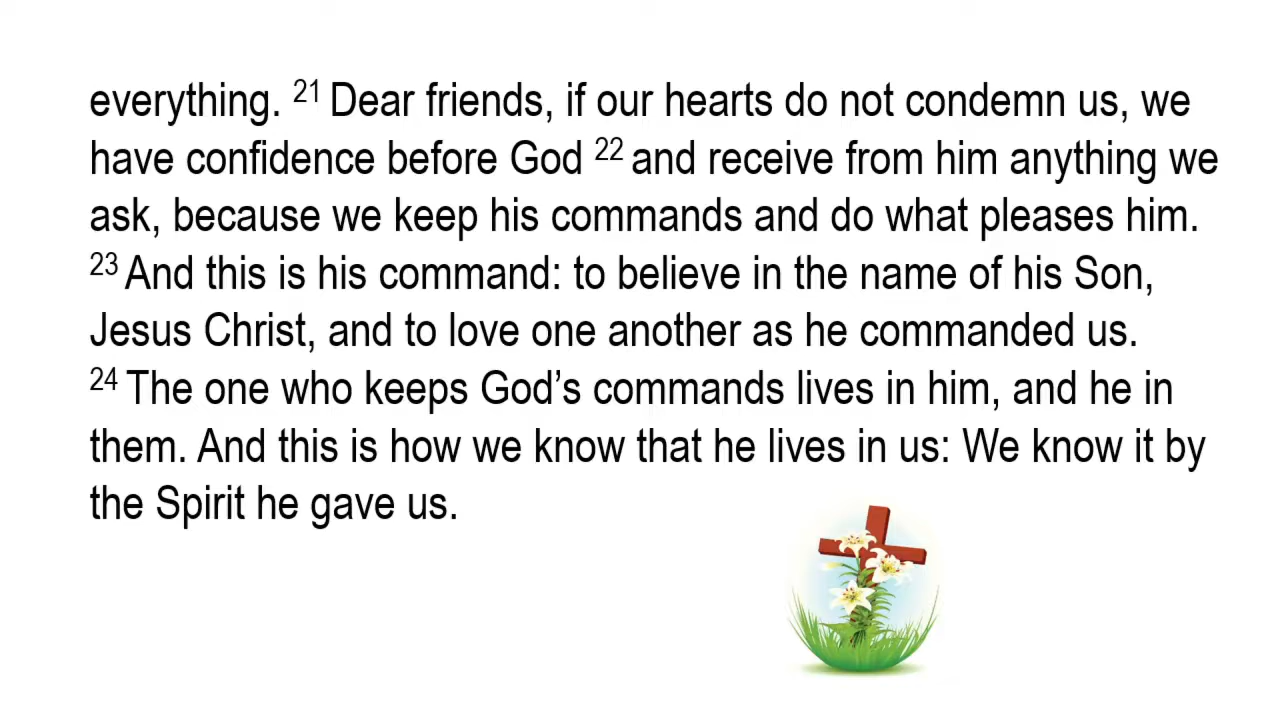 everything. 21 Dear friends, if our hearts do not condemn us, we
have confidence before God 22 and receive from him anything we
ask, because we keep his commands and do what pleases him.
23 And this is his command: to believe in the name of his Son,
Jesus Christ, and to love one another as he commanded us.
24 The one who keeps God’s commands lives in him, and he in
them. And this is how we know that he lives in us: We know it by
the Spirit he gave us.